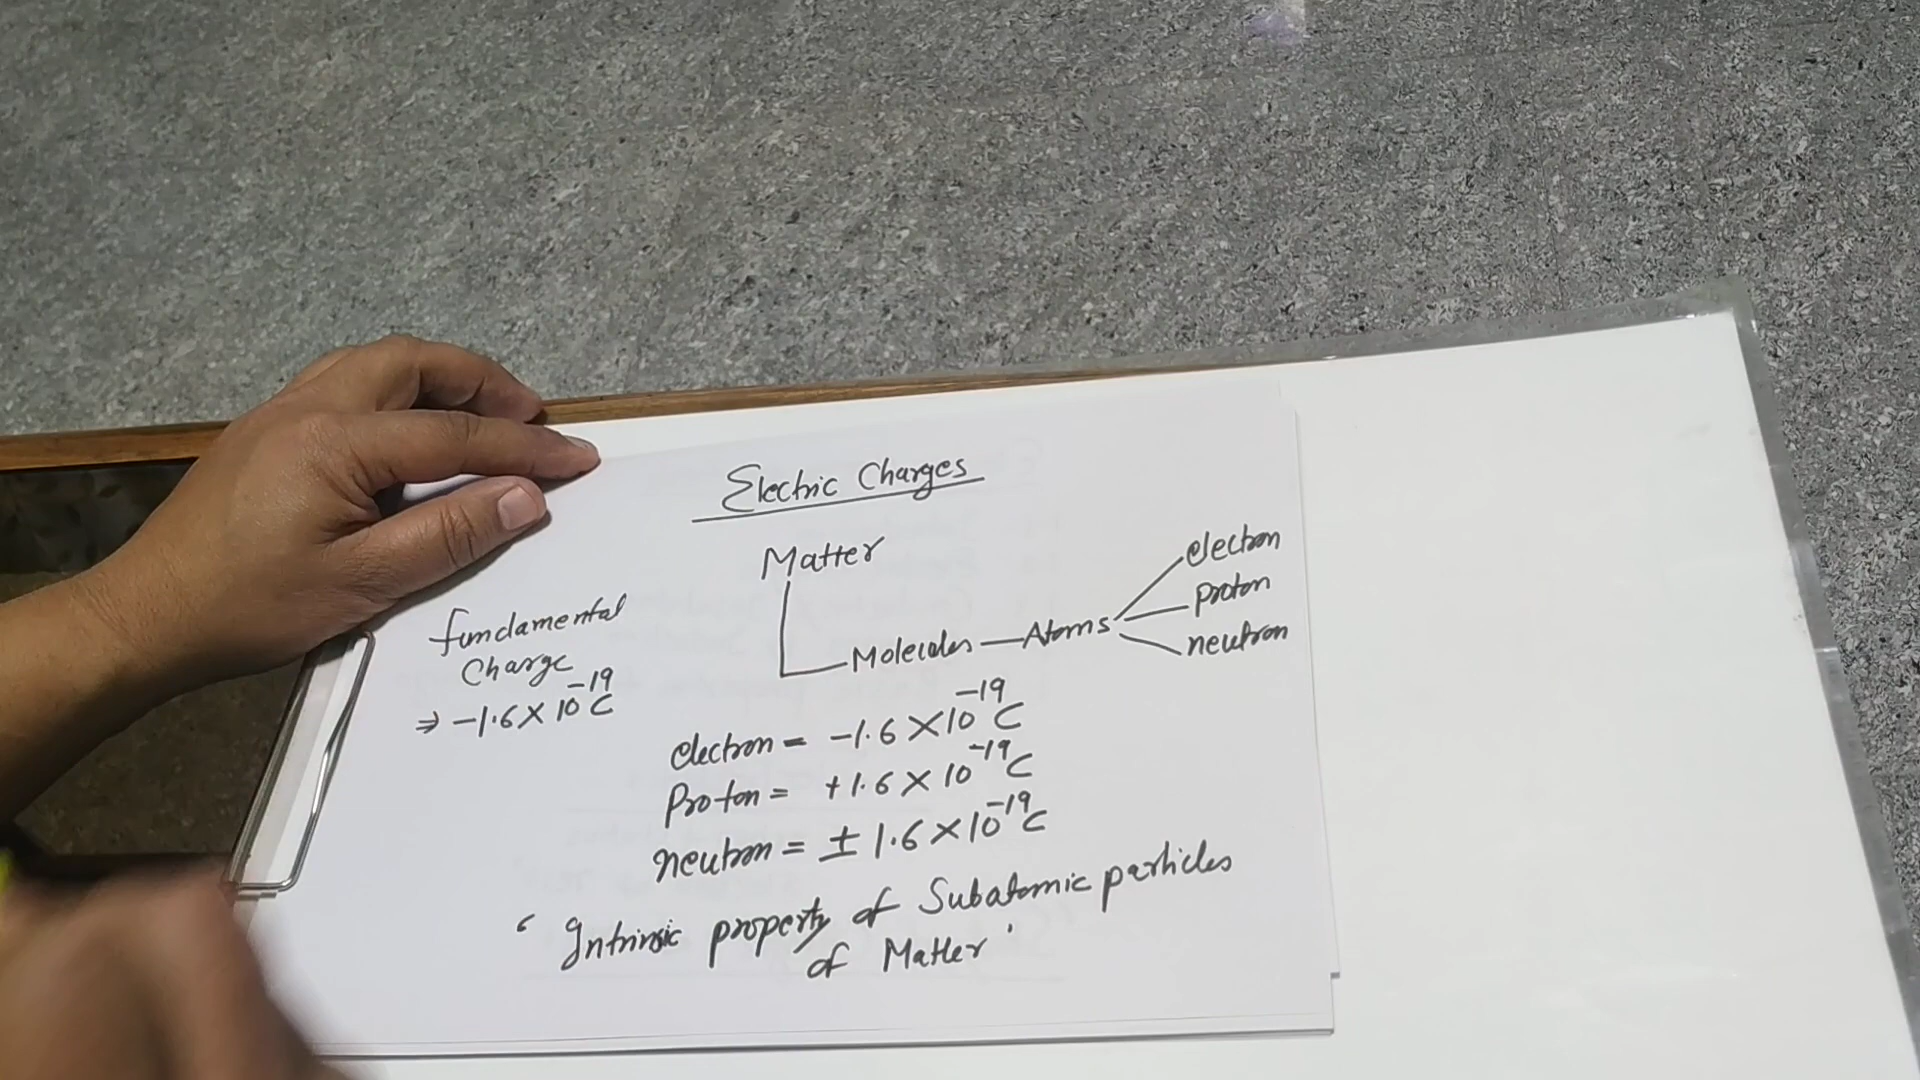 Electric Charges
Matter
Molecules — Atoms
electron
proton
neutron
fundamental
Charge
⇒ -1.6 × 10⁻¹⁹ C
electron = -1.6 × 10⁻¹⁹ C
Proton = +1.6 × 10⁻¹⁹ C
neutron = ± 1.6 × 10⁻¹⁹ C
‘ Intrinsic property of Subatomic particles
of Matter ’